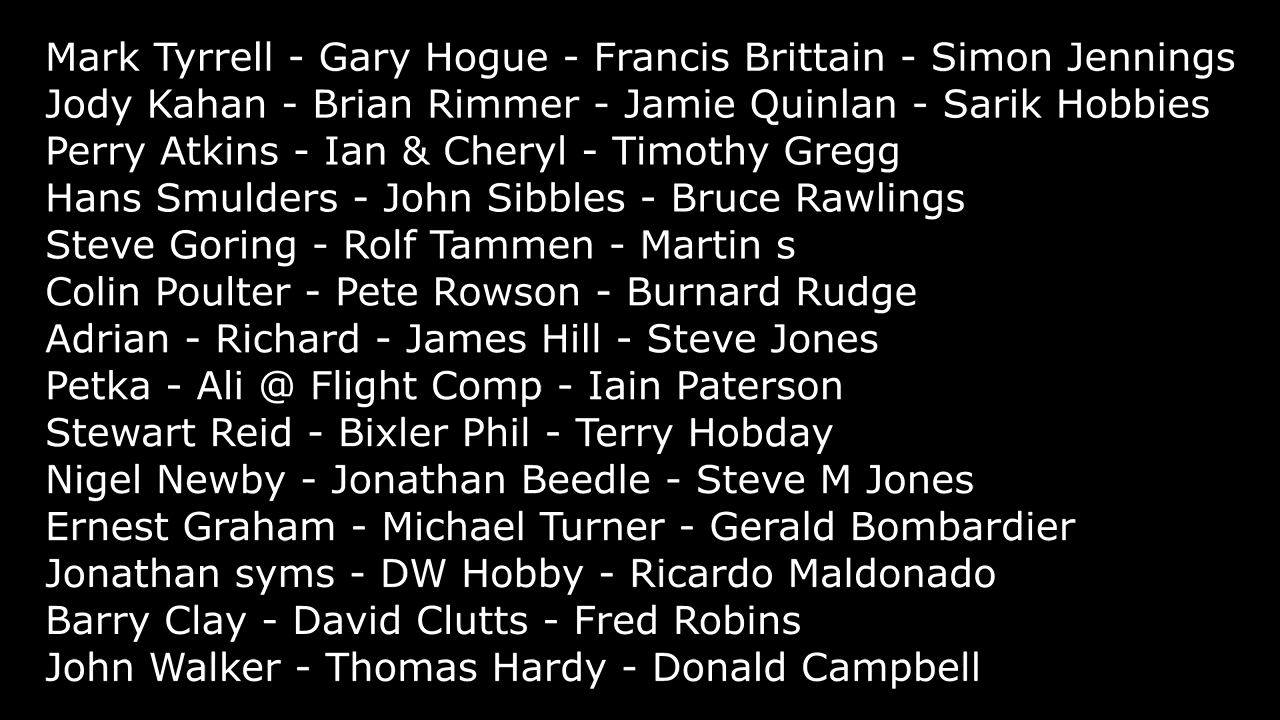 Mark Tyrrell - Gary Hogue - Francis Brittain - Simon Jennings
Jody Kahan - Brian Rimmer - Jamie Quinlan - Sarik Hobbies
Perry Atkins - Ian & Cheryl - Timothy Gregg
Hans Smulders - John Sibbles - Bruce Rawlings
Steve Goring - Rolf Tammen - Martin s
Colin Poulter - Pete Rowson - Burnard Rudge
Adrian - Richard - James Hill - Steve Jones
Petka - Ali @ Flight Comp - Iain Paterson
Stewart Reid - Bixler Phil - Terry Hobday
Nigel Newby - Jonathan Beedle - Steve M Jones
Ernest Graham - Michael Turner - Gerald Bombardier
Jonathan syms - DW Hobby - Ricardo Maldonado
Barry Clay - David Clutts - Fred Robins
John Walker - Thomas Hardy - Donald Campbell